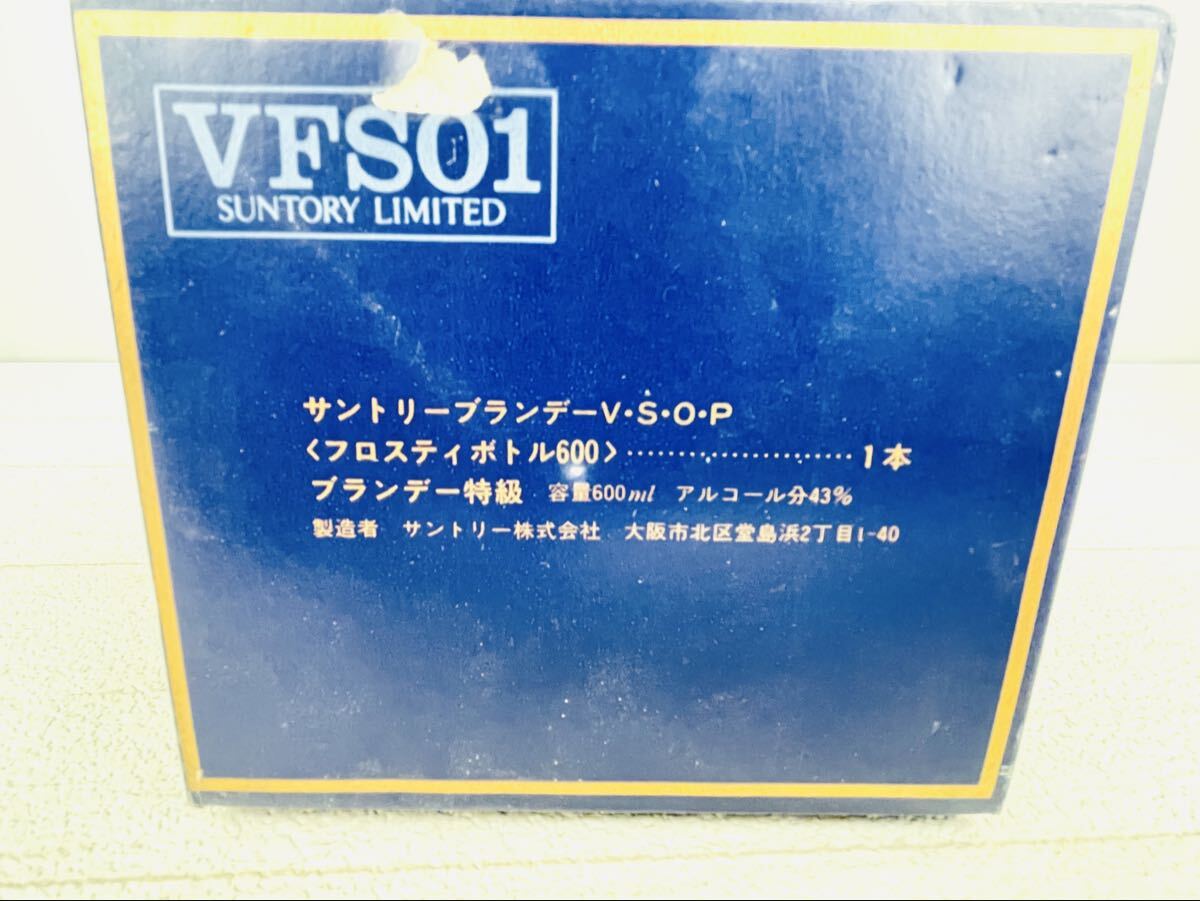 VFS01
SUNTORY LIMITED
サントリーブランデーV・S・O・P
〈フロスティボトル600〉……………………1本
ブランデー特級 容量600ml アルコール分43%
製造者 サントリー株式会社 大阪市北区堂島浜2丁目1-40